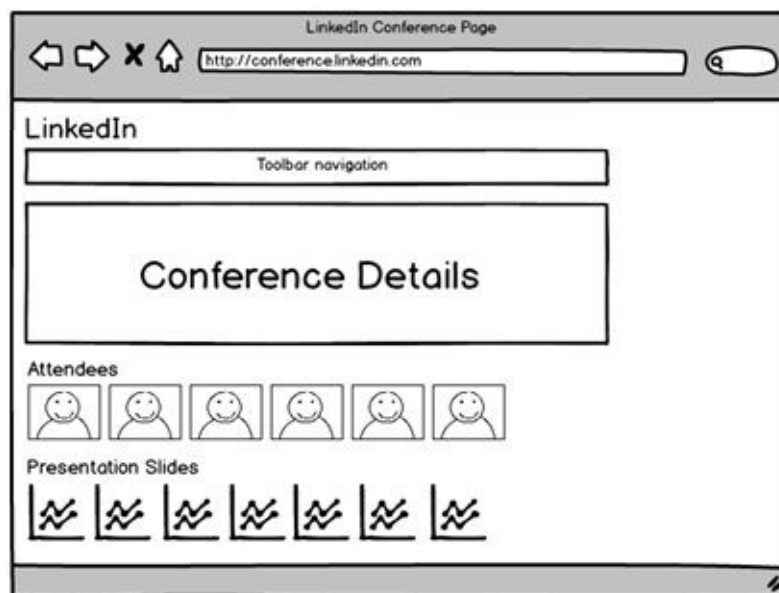 LinkedIn Conference Page
http://conference.linkedin.com
LinkedIn
Toolbar navigation
Conference Details
Attendees
Presentation Slides